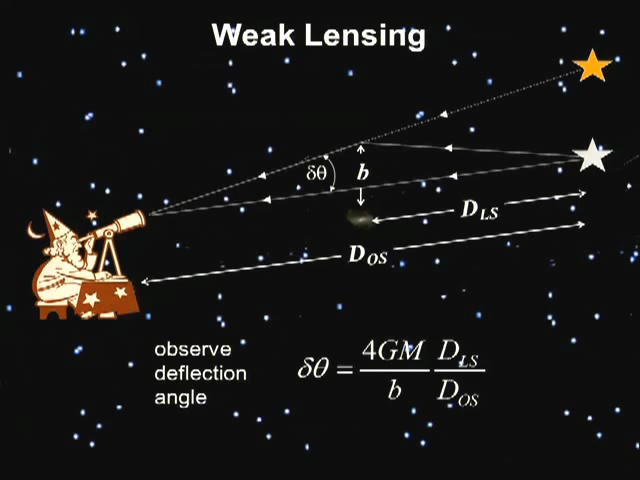 Weak Lensing
δθ
b
D_LS
D_OS
observe
deflection
angle
δθ = 4GM/b D_LS/D_OS